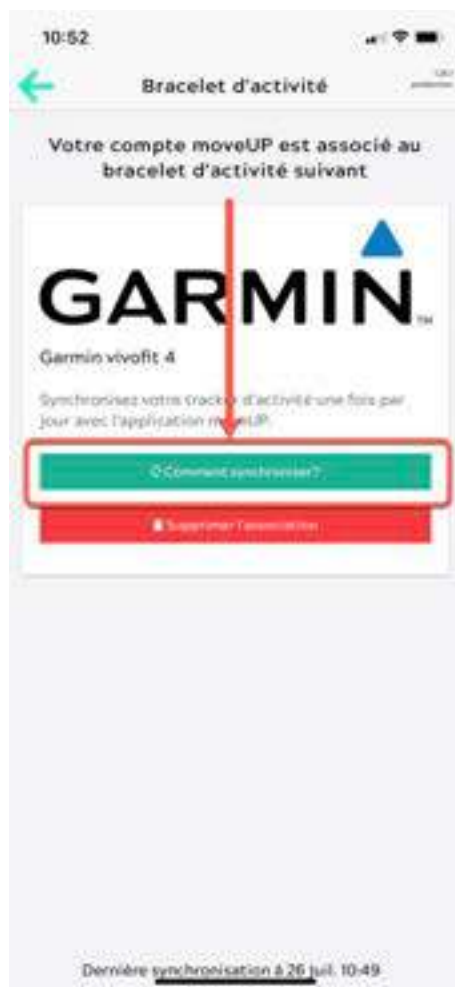 10:52
Bracelet d'activité
Votre compte moveUP est associé au
bracelet d'activité suivant
GARMIN
Garmin vivofit 4
Synchronisez votre tracker d'activité une fois par
jour avec l'application moveUP.
Comment synchroniser?
Supprimer l'association
Dernière synchronisation à 26 juil. 10:49